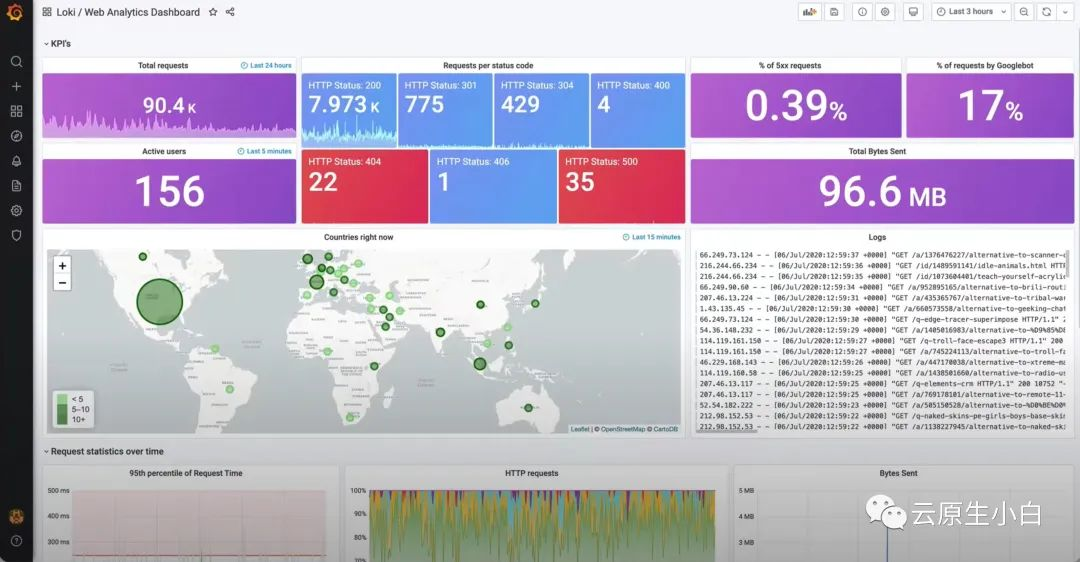 Loki / Web Analytics Dashboard
Last 3 hours
KPI's
Total requests
Last 24 hours
90.4 K
Requests per status code
HTTP Status: 200
7.973 K
HTTP Status: 301
775
HTTP Status: 304
429
HTTP Status: 400
4
% of 5xx requests
0.39%
% of requests by Googlebot
17%
Active users
Last 5 minutes
156
HTTP Status: 404
22
HTTP Status: 406
1
HTTP Status: 500
35
Total Bytes Sent
96.6 MB
Countries right now
Last 15 minutes
+
−
< 5
5–10
10+
Leaflet | © OpenStreetMap © CartoDB
Logs
66.249.73.124 - - [06/Jul/2020:12:59:37 +0000] "GET /a/1376476227/alternative-to-scanner-
216.244.66.234 - - [06/Jul/2020:12:59:36 +0000] "GET /id/1489591141/idle-animals.html HTT
216.244.66.234 - - [06/Jul/2020:12:59:35 +0000] "GET /id/1073604401/teach-yourself-acryli
66.249.90.60 - - [06/Jul/2020:12:59:34 +0000] "GET /a/952895165/alternative-to-brili-rout
207.46.13.224 - - [06/Jul/2020:12:59:31 +0000] "GET /a/435365767/alternative-to-tribal-war
1.43.135.45 - - [06/Jul/2020:12:59:30 +0000] "GET /a/660573558/alternative-to-geeking-cha
114.119.160.73 - - [06/Jul/2020:12:59:30 +0000] "GET /q-edge-tracer-superimpose HTTP/1.1" 2
54.36.148.232 - - [06/Jul/2020:12:59:29 +0000] "GET /a/1405016983/alternative-to-%D9%85%D8
114.119.161.150 - - [06/Jul/2020:12:59:27 +0000] "GET /q-troll-face-escape3 HTTP/1.1" 200
114.119.161.150 - - [06/Jul/2020:12:59:27 +0000] "GET /a/745224113/alternative-to-troll-f
46.229.168.143 - - [06/Jul/2020:12:59:26 +0000] "GET /a/447170038/alternative-to-xtreme-m
114.119.160.58 - - [06/Jul/2020:12:59:25 +0000] "GET /a/1438501660/alternative-to-radio-u
207.46.13.117 - - [06/Jul/2020:12:59:25 +0000] "GET /q-elements-crm HTTP/1.1" 200 10752 "-
207.46.13.117 - - [06/Jul/2020:12:59:25 +0000] "GET /a/769178101/alternative-to-remote-11-
52.54.182.222 - - [06/Jul/2020:12:59:23 +0000] "GET /a/505150528/alternative-to-%D0%BE%D0%
212.98.152.53 - - [06/Jul/2020:12:59:22 +0000] "GET /q-naked-skins-pe-girls-boys-base-ski
212.98.152.53 - - [06/Jul/2020:12:59:22 +0000] "GET /a/1138227945/alternative-to-naked-sk
Request statistics over time
95th percentile of Request Time
500 ms
400 ms
300 ms
HTTP requests
100%
90%
80%
70%
Bytes Sent
5 MB
4 MB
3 MB
云原生小白